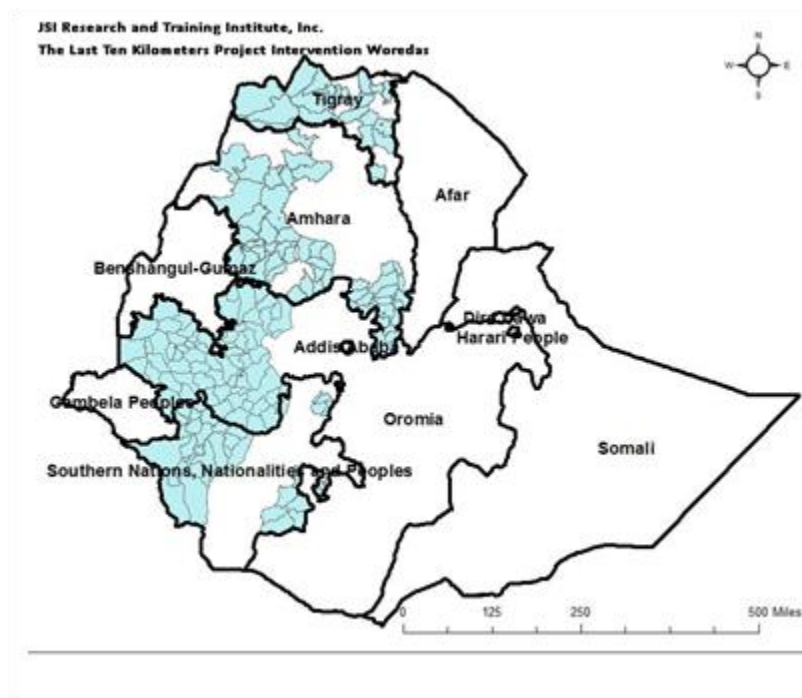 JSI Research and Training Institute, Inc.
The Last Ten Kilometers Project Intervention Woredas
N
W E
S
Tigray
Afar
Amhara
Benshangul-Gumaz
Dire Dawa
Addis Ababa
Harari People
Gambela Peoples
Oromia
Somali
Southern Nations, Nationalities and Peoples
0 125 250 500 Miles